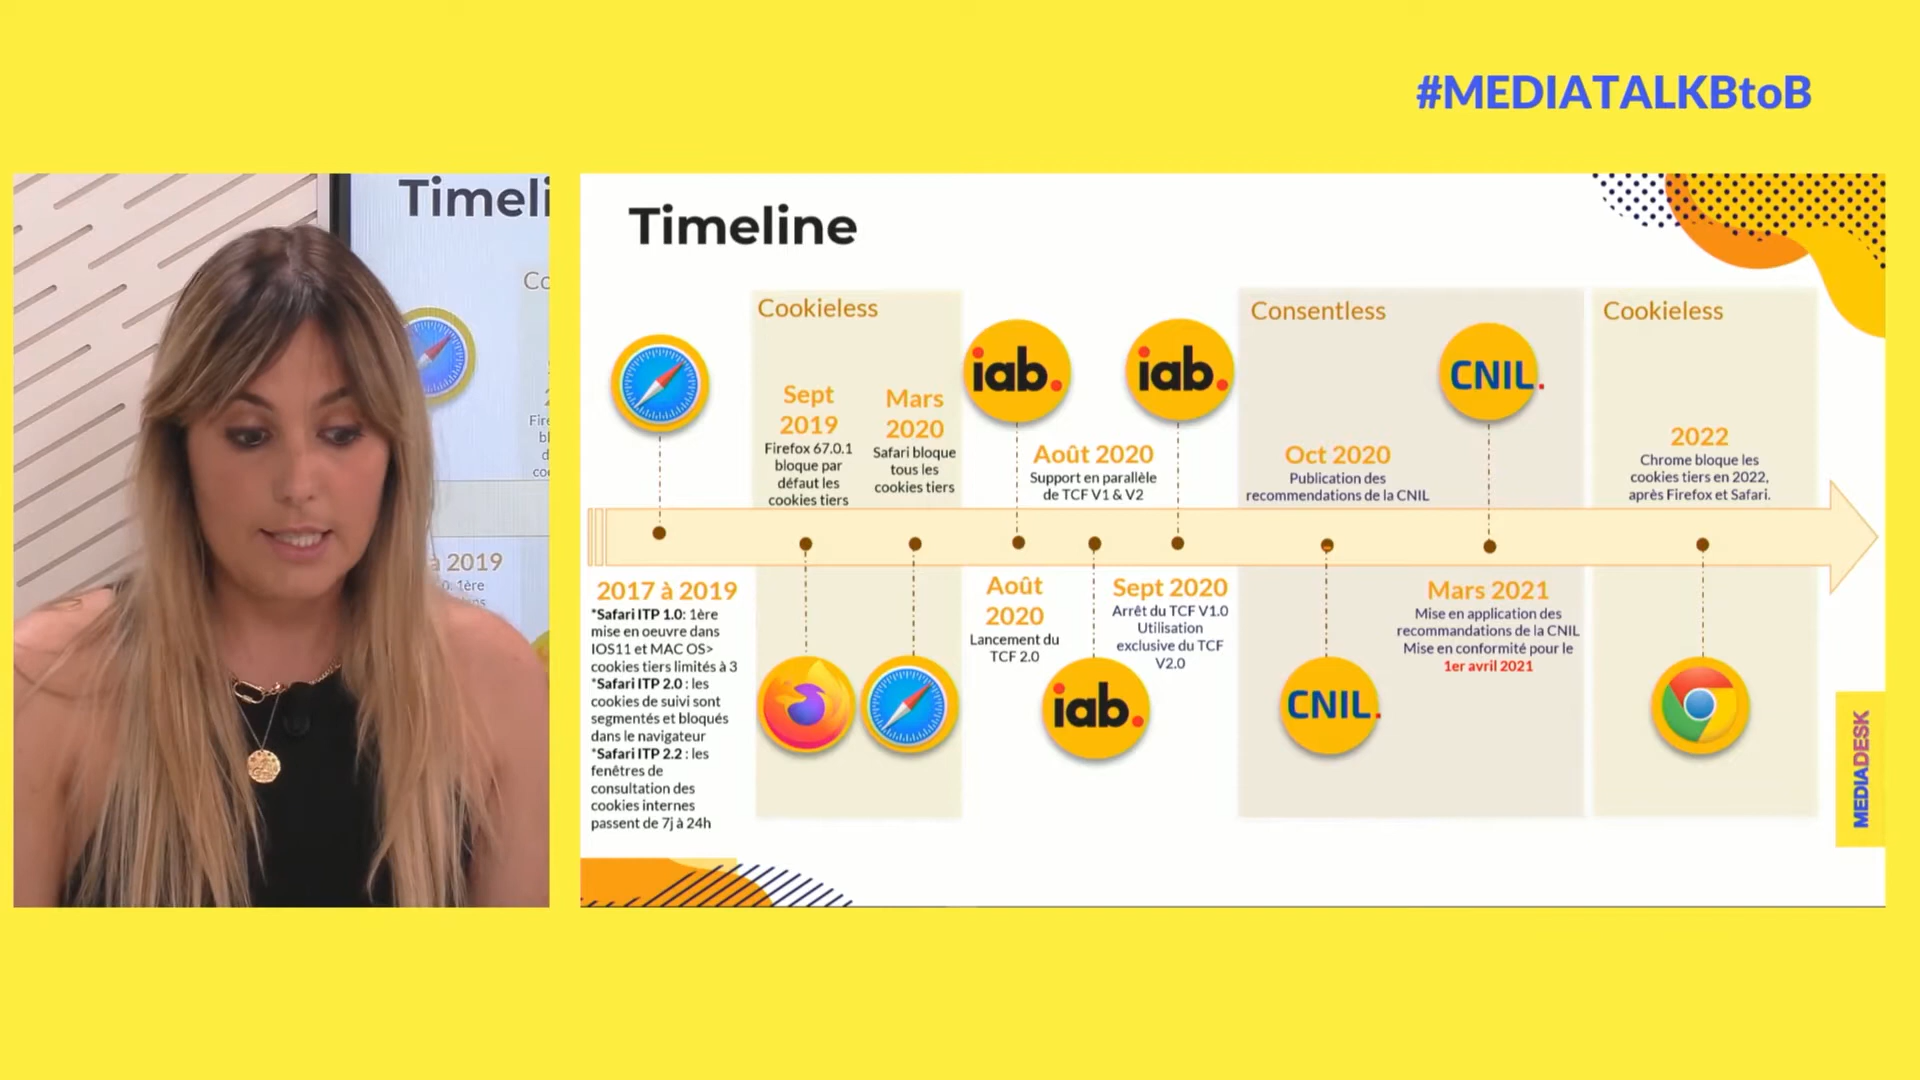 #MEDIATALKBtoB
Timeli
Co
à 2019
1ère
Timeline
Cookieless
Consentless
Cookieless
iab.
iab.
CNIL.
Sept
2019
Firefox 67.0.1
bloque par
défaut les
cookies tiers
Mars
2020
Safari bloque
tous les
cookies tiers
Août 2020
Support en parallèle
de TCF V1 & V2
Oct 2020
Publication des
recommendations de la CNIL
2022
Chrome bloque les
cookies tiers en 2022,
après Firefox et Safari.
2017 à 2019
*Safari ITP 1.0: 1ère
mise en oeuvre dans
IOS11 et MAC OS>
cookies tiers limités à 3
*Safari ITP 2.0 : les
cookies de suivi sont
segmentés et bloqués
dans le navigateur
*Safari ITP 2.2 : les
fenêtres de
consultation des
cookies internes
passent de 7j à 24h
Août
2020
Lancement du
TCF 2.0
Sept 2020
Arrêt du TCF V1.0
Utilisation
exclusive du TCF
V2.0
Mars 2021
Mise en application des
recommandations de la CNIL
Mise en conformité pour le
1er avril 2021
iab.
CNIL.
MEDIADESK